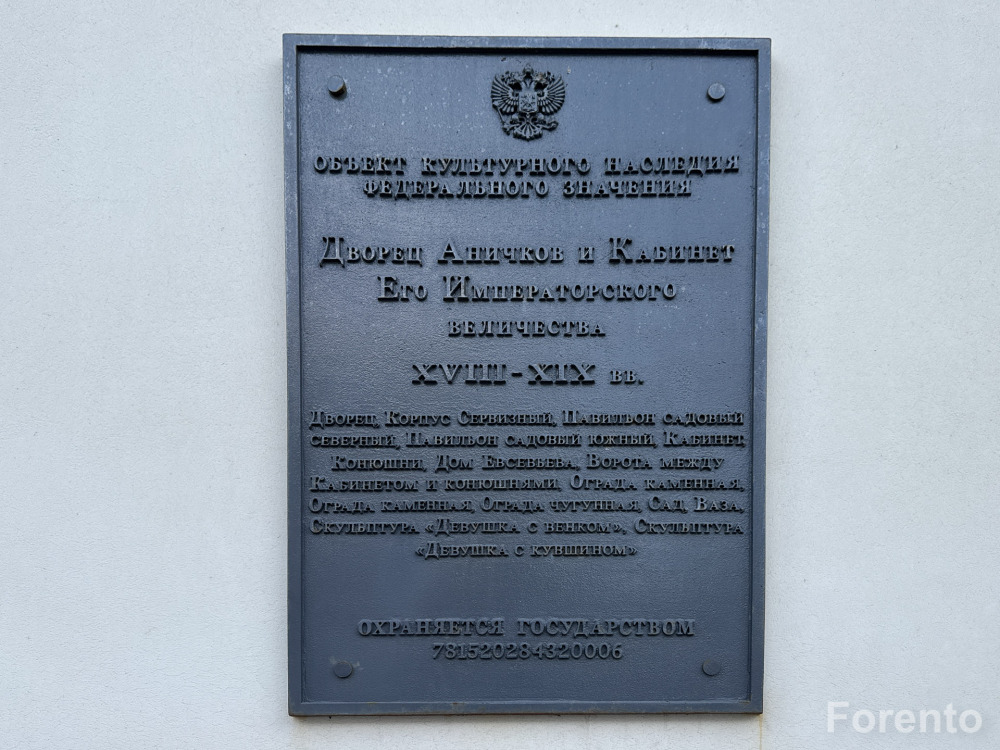 ОБЪЕКТ КУЛЬТУРНОГО НАСЛЕДИЯ
ФЕДЕРАЛЬНОГО ЗНАЧЕНИЯ
Дворец Аничков и Кабинет
Его Императорского
величества
XVIII-XIX вв.
Дворец, Корпус Сервизный, Павильон садовый
северный, Павильон садовый южный, Кабинет,
Конюшни, Дом Евсевьева, Ворота между
Кабинетом и конюшнями, Ограда каменная,
Ограда каменная, Ограда чугунная, Сад, Ваза,
Скульптура «Девушка с венком», Скульптура
«Девушка с кувшином»
ОХРАНЯЕТСЯ ГОСУДАРСТВОМ
781520284320006
Forento